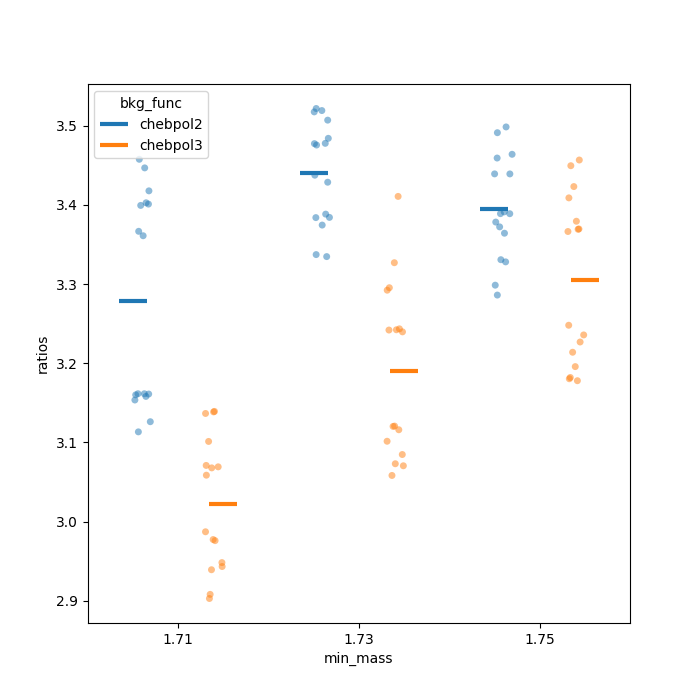 bkg_func
chebpol2
chebpol3
3.5
3.4
3.3
3.2
3.1
3.0
2.9
ratios
1.71
1.73
1.75
min_mass